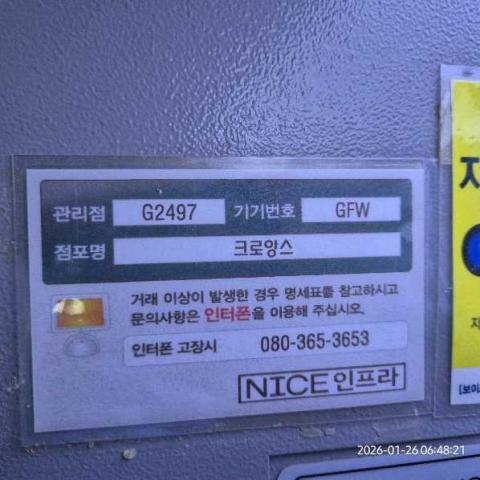 관리점 G2497 기기번호 GFW
점포명 크로앙스
거래 이상이 발생한 경우 명세표를 참고하시고
문의사항은 인터폰을 이용해 주십시오.
인터폰 고장시 080-365-3653
NICE인프라
[보이
2026-01-26 06:48:21